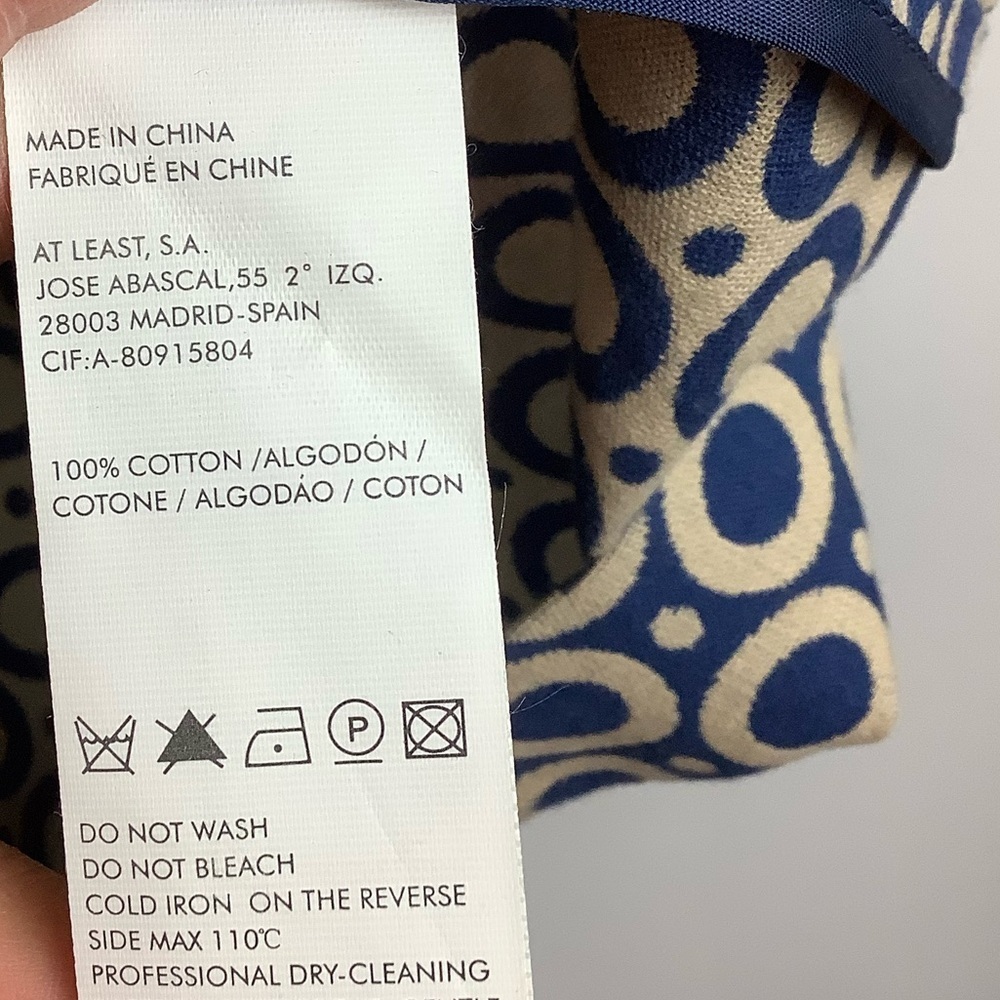 MADE IN CHINA
FABRIQUÉ EN CHINE
AT LEAST, S.A.
JOSE ABASCAL,55 2° IZQ.
28003 MADRID-SPAIN
CIF:A-80915804
100% COTTON /ALGODÓN /
COTONE / ALGODÁO / COTON
P
DO NOT WASH
DO NOT BLEACH
COLD IRON ON THE REVERSE
SIDE MAX 110℃
PROFESSIONAL DRY-CLEANING